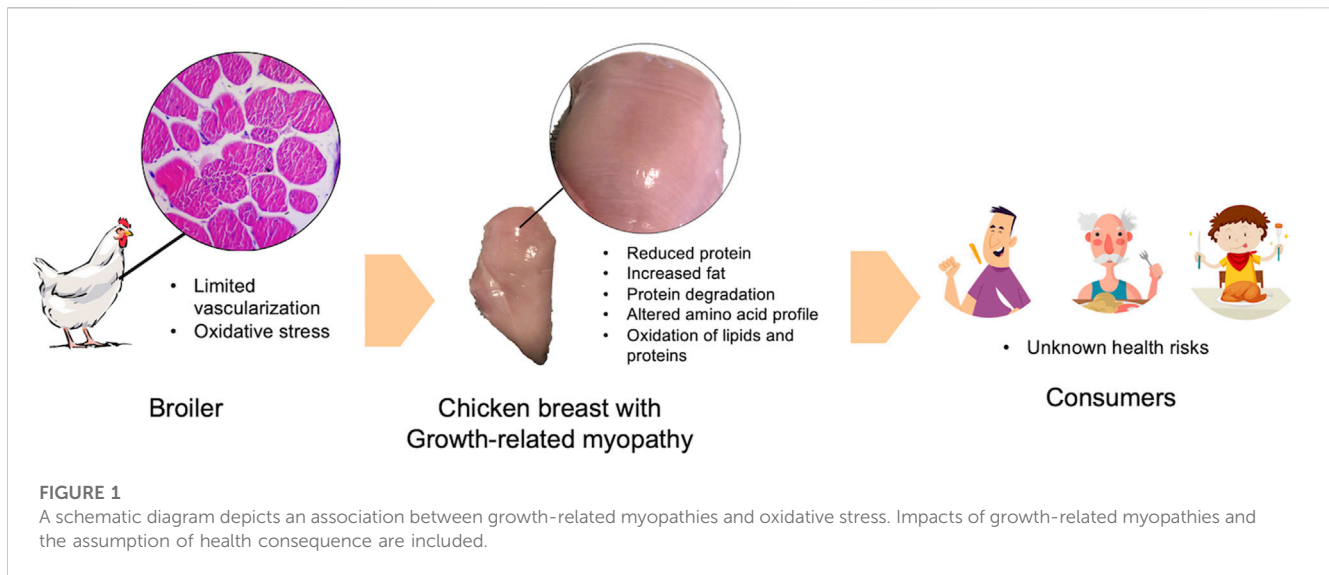 • Limited
vascularization
• Oxidative stress
Broiler
• Reduced protein
• Increased fat
• Protein degradation
• Altered amino acid profile
• Oxidation of lipids and
proteins
Chicken breast with
Growth-related myopathy
• Unknown health risks
Consumers
FIGURE 1
A schematic diagram depicts an association between growth-related myopathies and oxidative stress. Impacts of growth-related myopathies and
the assumption of health consequence are included.